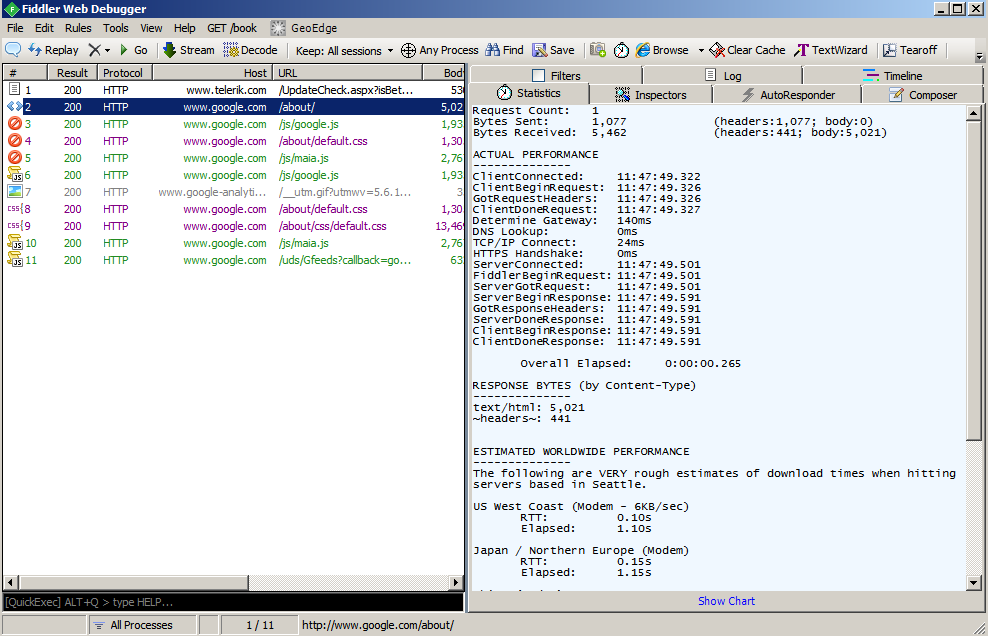 Fiddler Web Debugger
File Edit Rules Tools View Help GET /book GeoEdge
Replay Go Stream Decode Keep: All sessions Any Process Find Save Browse Clear Cache TextWizard Tearoff
# Result Protocol Host URL Body
1 200 HTTP www.telerik.com /UpdateCheck.aspx?isBet... 530
2 200 HTTP www.google.com /about/ 5,02
3 200 HTTP www.google.com /js/google.js 1,93
4 200 HTTP www.google.com /about/default.css 1,30
5 200 HTTP www.google.com /js/maia.js 2,76
6 200 HTTP www.google.com /js/google.js 1,93
7 200 HTTP www.google-analyti... /__utm.gif?utmwv=5.6.1... 3
8 200 HTTP www.google.com /about/default.css 1,30
9 200 HTTP www.google.com /about/css/default.css 13,46
10 200 HTTP www.google.com /js/maia.js 2,76
11 200 HTTP www.google.com /uds/Gfeeds?callback=go... 63
[QuickExec] ALT+Q > type HELP...
Filters Log Timeline
Statistics Inspectors AutoResponder Composer
Request Count: 1
Bytes Sent: 1,077 (headers:1,077; body:0)
Bytes Received: 5,462 (headers:441; body:5,021)
ACTUAL PERFORMANCE
--------------
ClientConnected: 11:47:49.322
ClientBeginRequest: 11:47:49.326
GotRequestHeaders: 11:47:49.326
ClientDoneRequest: 11:47:49.327
Determine Gateway: 140ms
DNS Lookup: 0ms
TCP/IP Connect: 24ms
HTTPS Handshake: 0ms
ServerConnected: 11:47:49.501
FiddlerBeginRequest: 11:47:49.501
ServerGotRequest: 11:47:49.501
ServerBeginResponse: 11:47:49.591
GotResponseHeaders: 11:47:49.591
ServerDoneResponse: 11:47:49.591
ClientBeginResponse: 11:47:49.591
ClientDoneResponse: 11:47:49.591
Overall Elapsed: 0:00:00.265
RESPONSE BYTES (by Content-Type)
--------------
text/html: 5,021
~headers~: 441
ESTIMATED WORLDWIDE PERFORMANCE
--------------
The following are VERY rough estimates of download times when hitting
servers based in Seattle.
US West Coast (Modem - 6KB/sec)
RTT: 0.10s
Elapsed: 1.10s
Japan / Northern Europe (Modem)
RTT: 0.15s
Elapsed: 1.15s
Show Chart
All Processes 1 / 11 http://www.google.com/about/